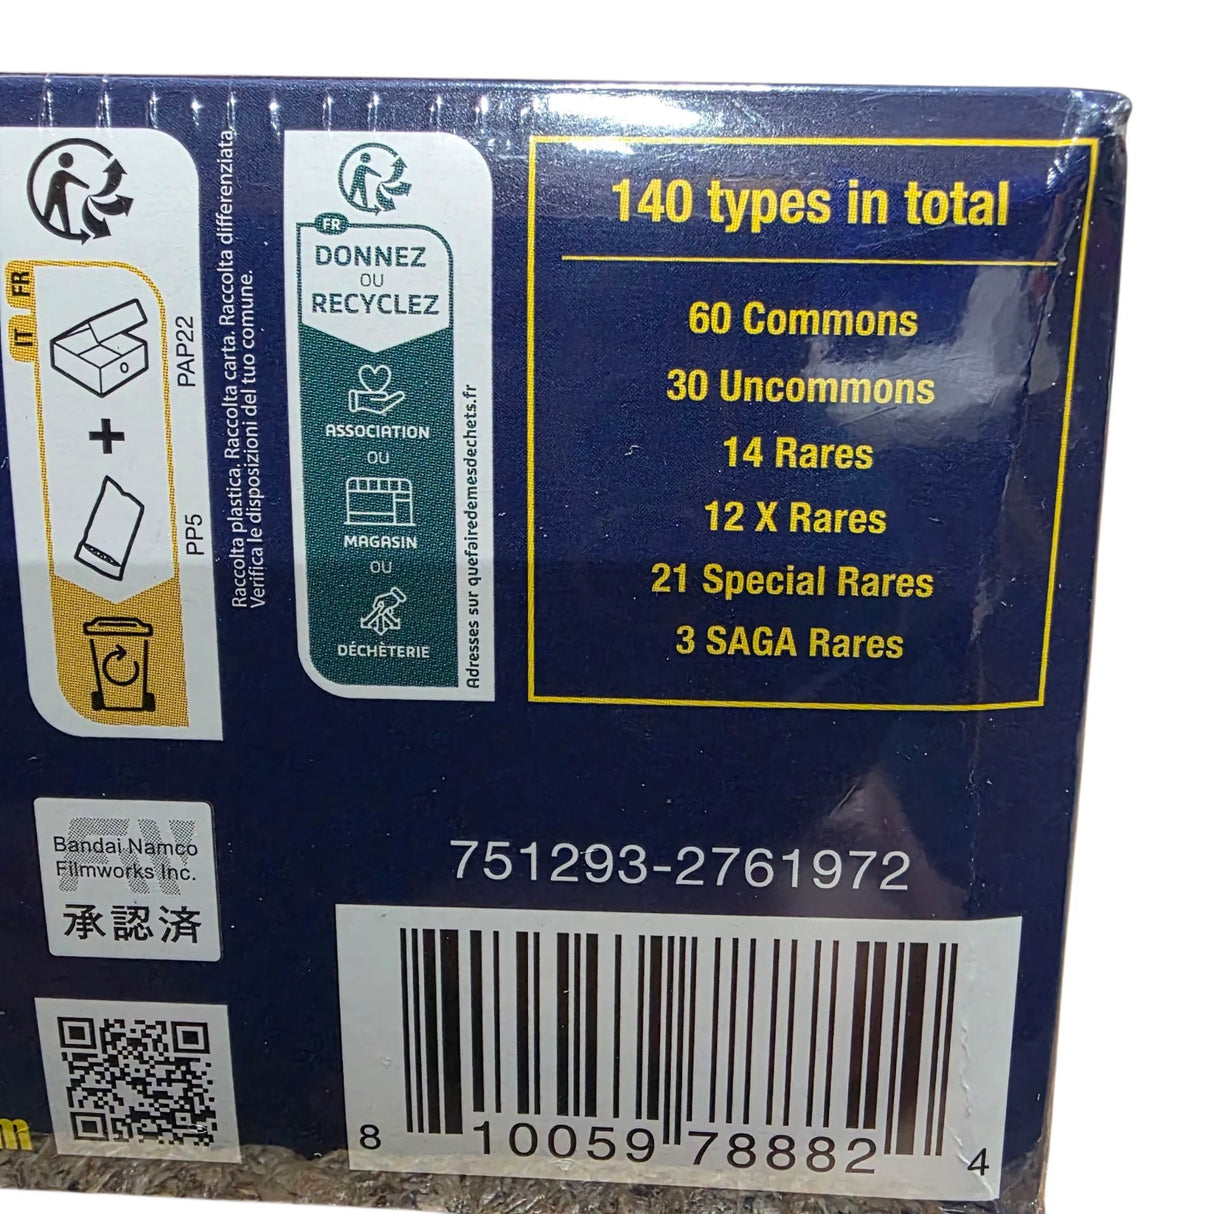 FR
IT
PAP22
+
PP5
Raccolta plastica. Raccolta carta. Raccolta differenziata.
Verifica le disposizioni del tuo comune.
FR
DONNEZ
OU
RECYCLEZ
ASSOCIATION
OU
MAGASIN
OU
DÉCHÈTERIE
Adresses sur quefairedemesdechets.fr
140 types in total
60 Commons
30 Uncommons
14 Rares
12 X Rares
21 Special Rares
3 SAGA Rares
Bandai Namco
Filmworks Inc.
承認済
751293-2761972
8 10059 78882 4
m